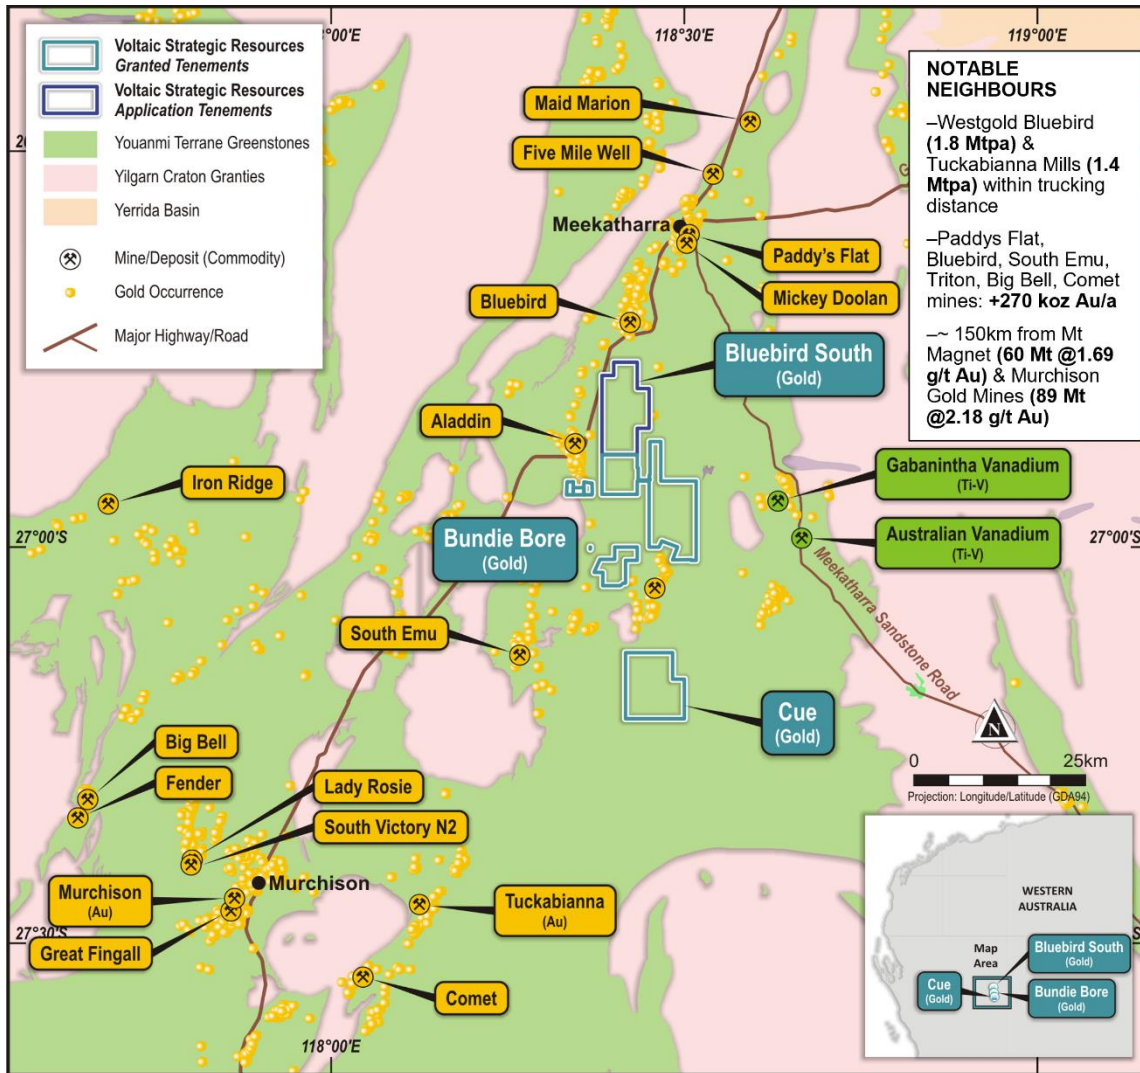 Voltaic Strategic Resources
Granted Tenements
Voltaic Strategic Resources
Application Tenements
Youanmi Terrane Greenstones
Yilgarn Craton Granties
Yerrida Basin
Mine/Deposit (Commodity)
Gold Occurrence
Major Highway/Road
118°30'E
119°00'E
NOTABLE
NEIGHBOURS
–Westgold Bluebird
(1.8 Mtpa) &
Tuckabianna Mills (1.4
Mtpa) within trucking
distance
–Paddys Flat,
Bluebird, South Emu,
Triton, Big Bell, Comet
mines: +270 koz Au/a
–~ 150km from Mt
Magnet (60 Mt @1.69
g/t Au) & Murchison
Gold Mines (89 Mt
@2.18 g/t Au)
Maid Marion
Five Mile Well
Meekatharra
Paddy's Flat
Mickey Doolan
Bluebird
Bluebird South
(Gold)
Aladdin
Iron Ridge
Gabanintha Vanadium
(Ti-V)
27°00'S
Bundie Bore
(Gold)
Australian Vanadium
(Ti-V)
27°00'S
Meekatharra Sandstone Road
South Emu
Cue
(Gold)
N
25km
Projection: Longitude/Latitude (GDA94)
Big Bell
Fender
Lady Rosie
South Victory N2
Murchison
Murchison
(Au)
Great Fingall
Tuckabianna
(Au)
27°30'S
Comet
118°00'E
WESTERN
AUSTRALIA
Map
Area
Bluebird South
(Gold)
Cue
(Gold)
Bundie Bore
(Gold)